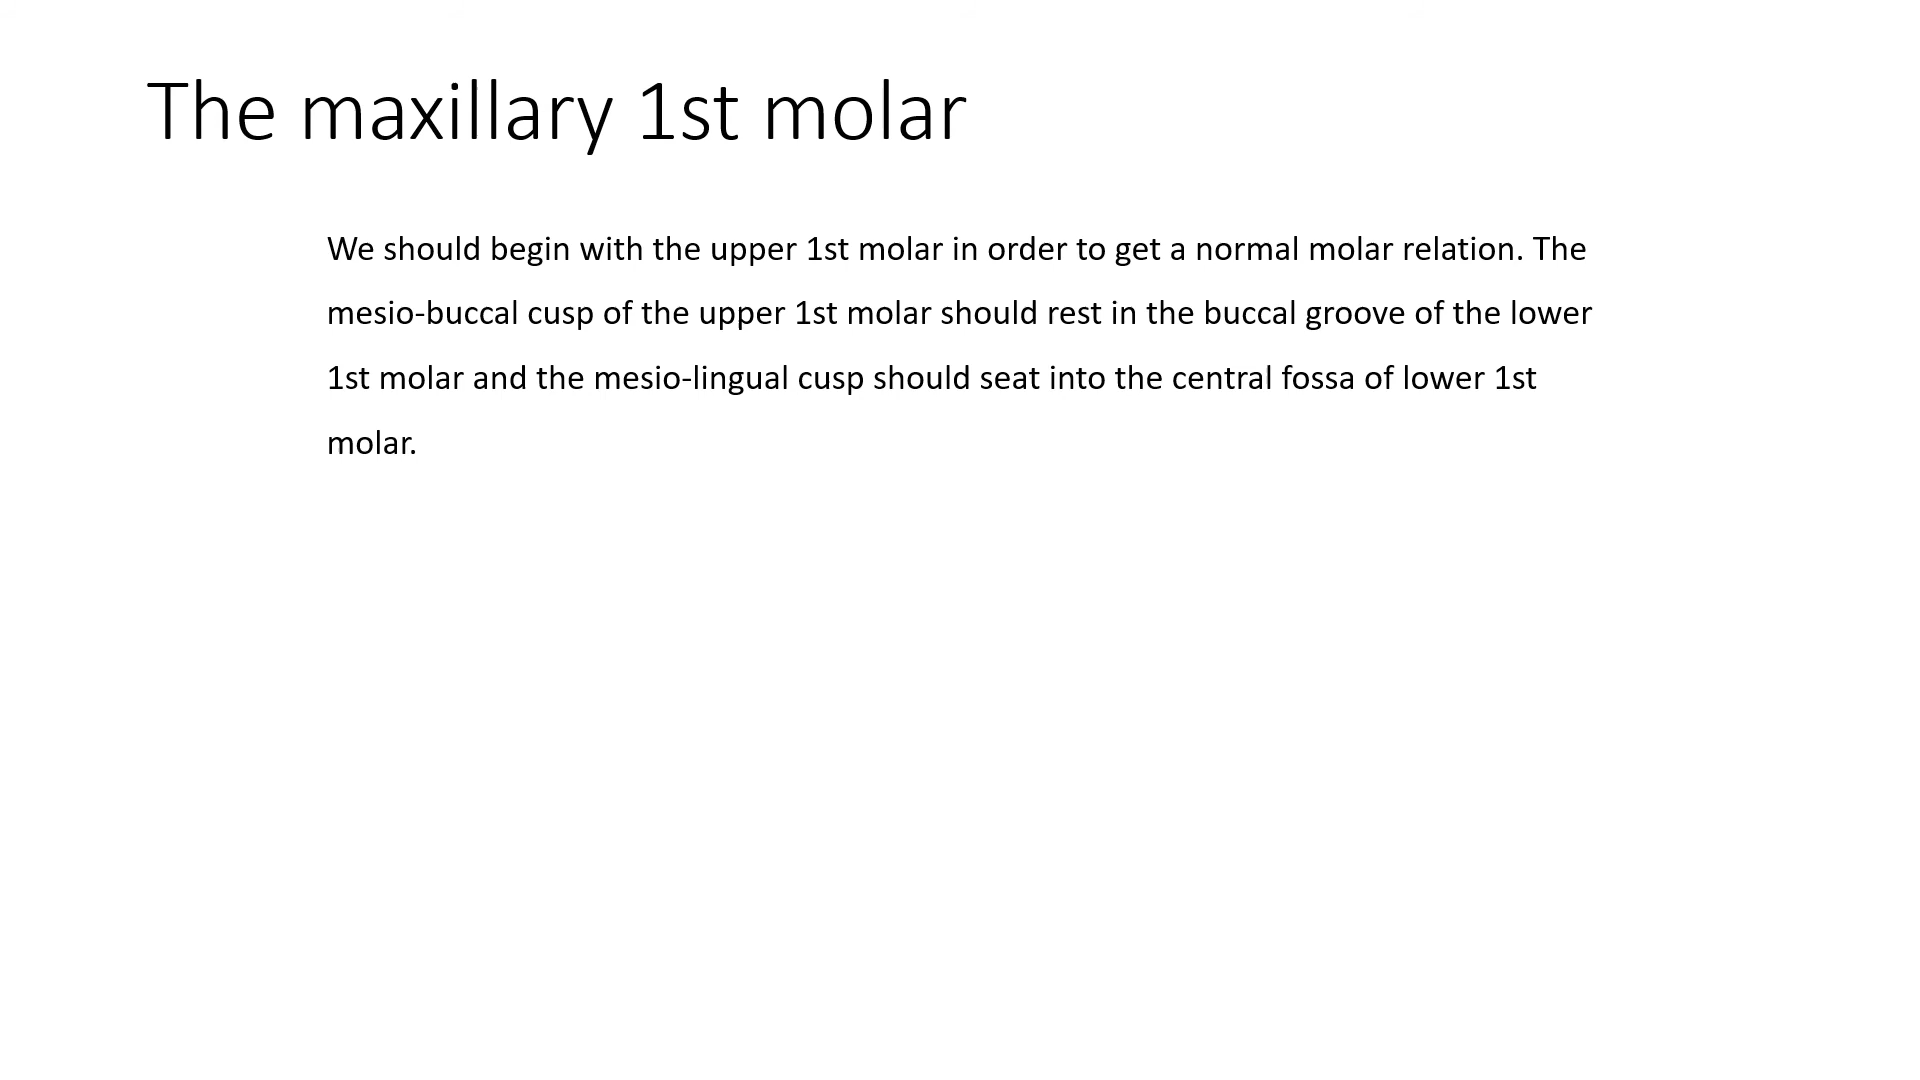 The maxillary 1st molar
We should begin with the upper 1st molar in order to get a normal molar relation. The
mesio-buccal cusp of the upper 1st molar should rest in the buccal groove of the lower
1st molar and the mesio-lingual cusp should seat into the central fossa of lower 1st
molar.